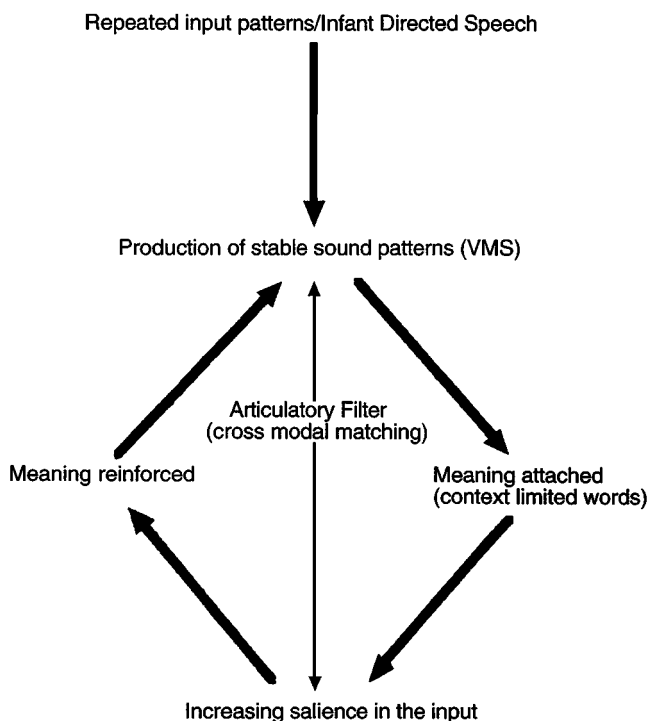 Repeated input patterns/Infant Directed Speech
Production of stable sound patterns (VMS)
Articulatory Filter
(cross modal matching)
Meaning reinforced
Meaning attached
(context limited words)
Increasing salience in the input